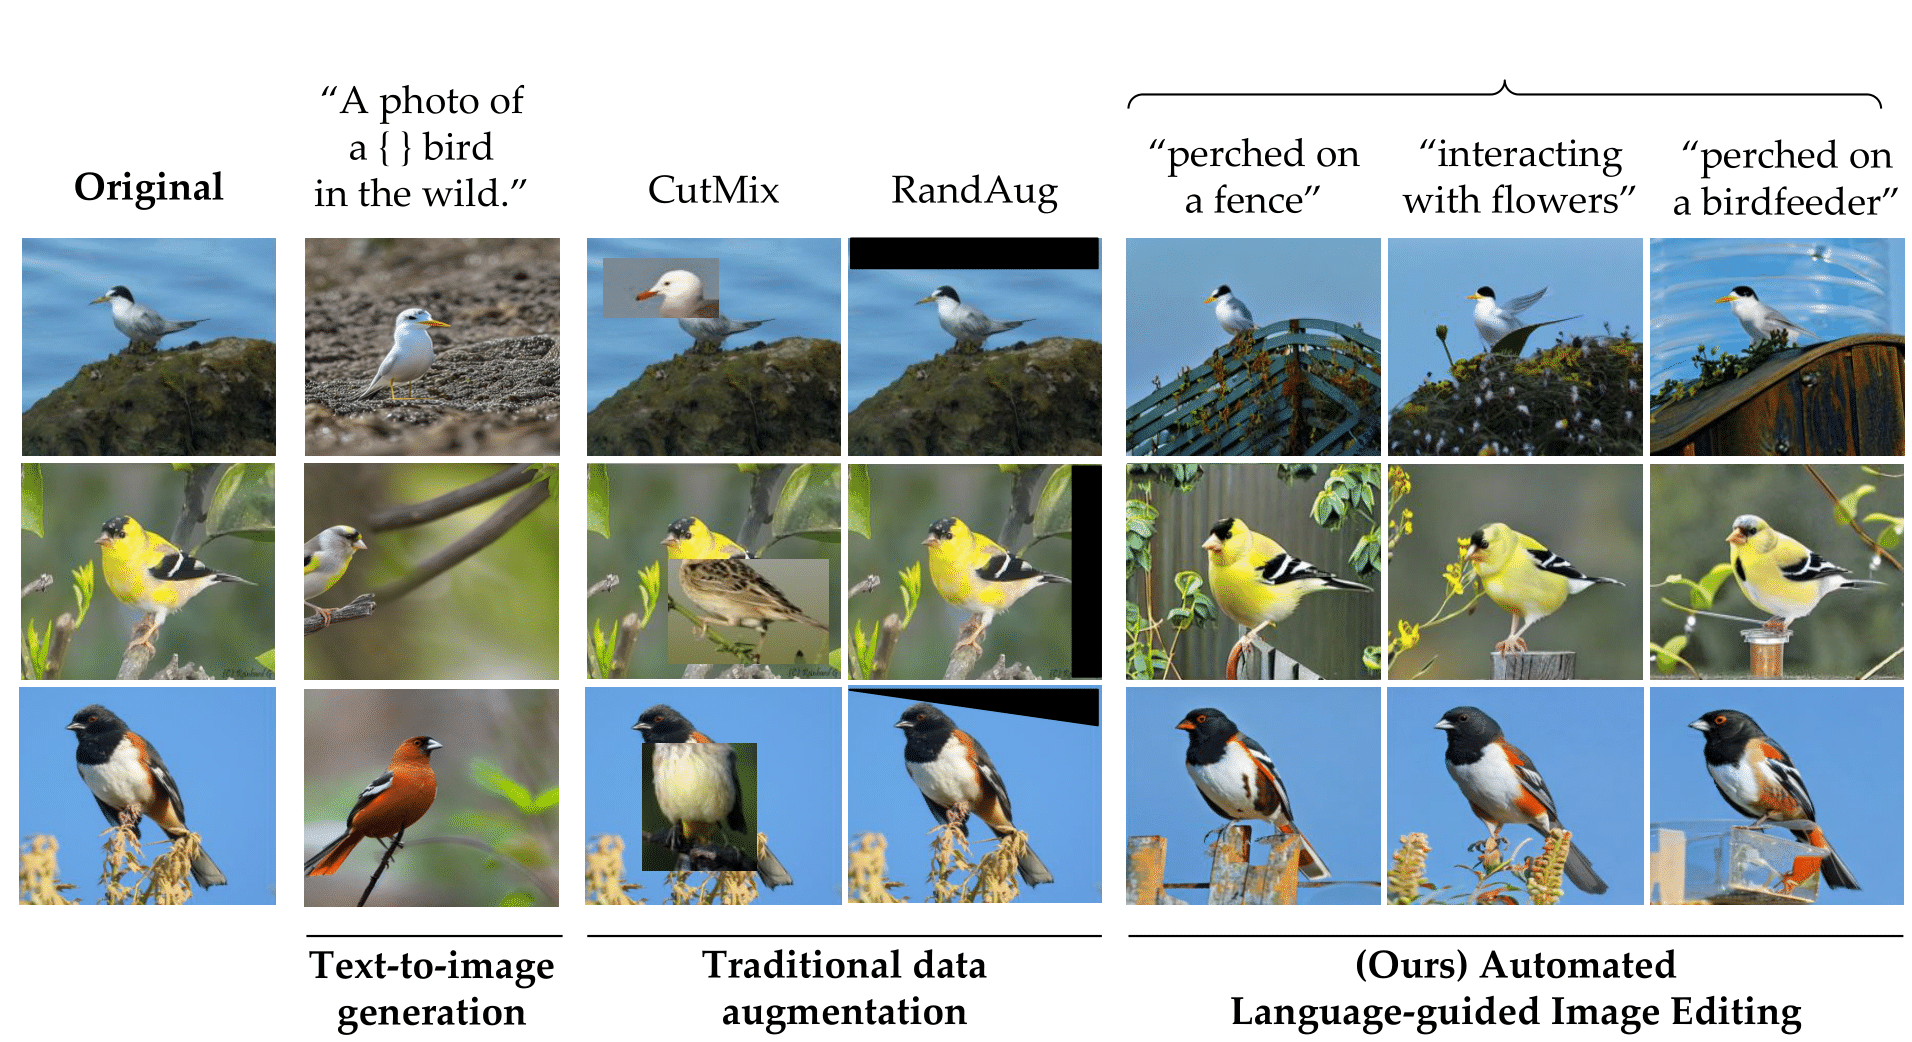 Original
“A photo of
a { } bird
in the wild.”
CutMix
RandAug
“perched on
a fence”
“interacting
with flowers”
“perched on
a birdfeeder”
Text-to-image
generation
Traditional data
augmentation
(Ours) Automated
Language-guided Image Editing